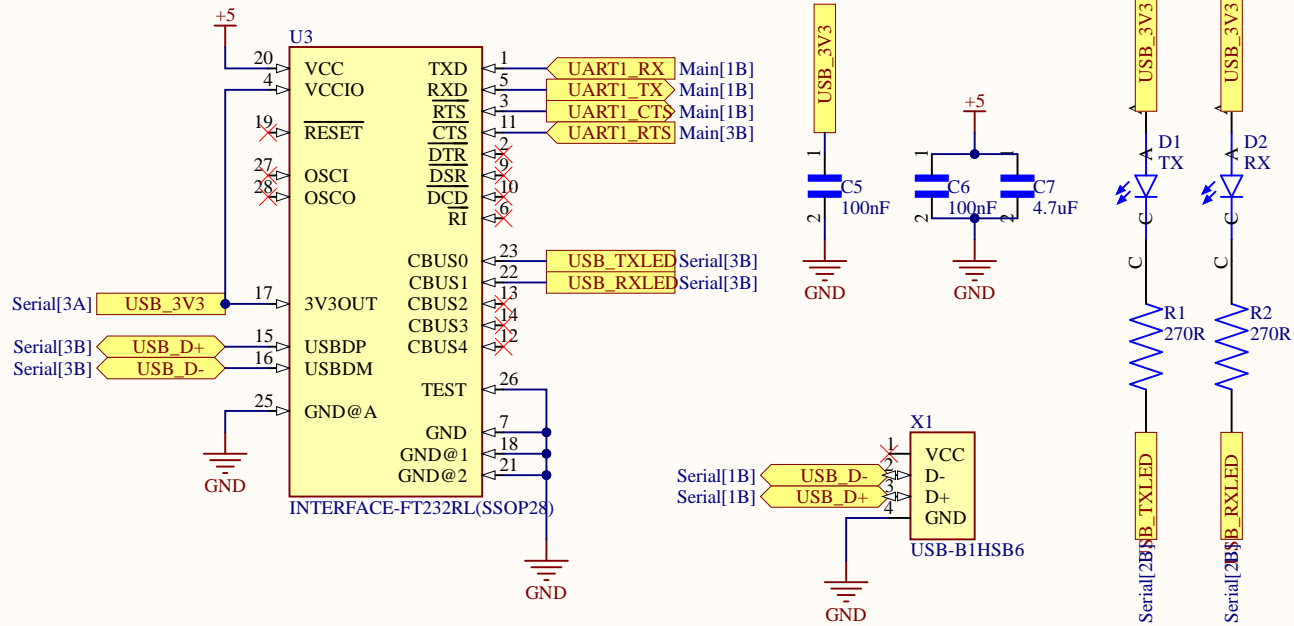 +5
U3
20 VCC TXD 1 UART1_RX Main[1B]
4 VCCIO RXD 5 UART1_TX Main[1B]
RTS 3 UART1_CTS Main[1B]
19 RESET CTS 11 UART1_RTS Main[3B]
DTR 2
27 OSCI DSR 9
28 OSCO DCD 10
RI 6
CBUS0 23 USB_TXLED Serial[3B]
CBUS1 22 USB_RXLED Serial[3B]
CBUS2 13
Serial[3A] USB_3V3 17 3V3OUT
CBUS3 14
Serial[3B] USB_D+ 15 USBDP CBUS4 12
Serial[3B] USB_D- 16 USBDM
TEST 26
25 GND@A
GND 7
GND@1 18
GND@2 21
GND
INTERFACE-FT232RL(SSOP28)
GND
USB_3V3
1
C5
100nF
2
GND
+5
1 1
C6 C7
100nF 4.7uF
2 2
GND
X1
1 VCC
Serial[1B] USB_D- 2 D-
Serial[1B] USB_D+ 3 D+
4 GND
USB-B1HSB6
GND
USB_3V3
A
A
D1
TX
C
C
R1
270R
USB_TXLED
Serial[2B]
USB_3V3
A
A
D2
RX
C
C
R2
270R
USB_RXLED
Serial[2B]